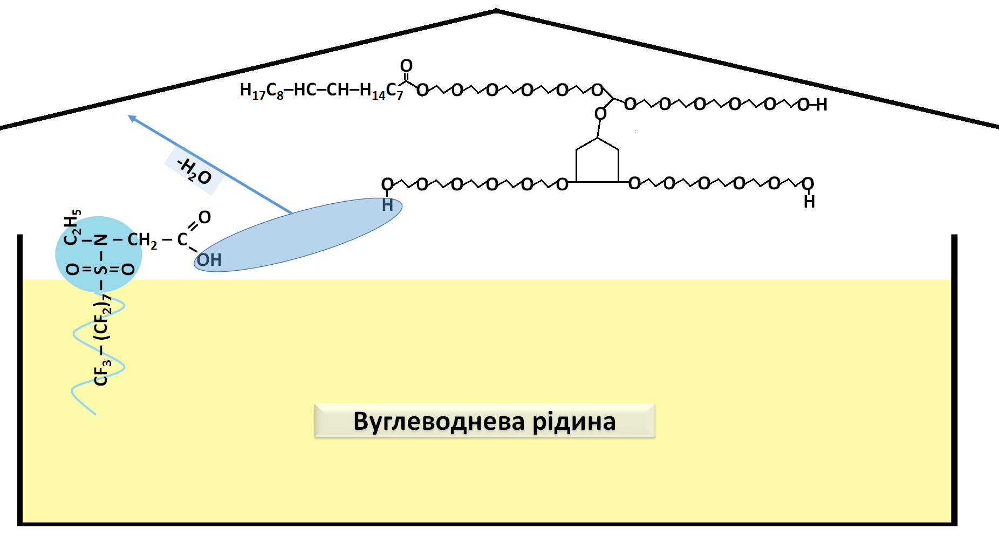 O
H₁₇C₈–HC–CH–H₁₄C₇ O O O O O O
O O O O O O–H
O
-H₂O
O O O O O O O O O O O O
H H
C₂H₅
O
–N–CH₂–C
OH
O=S=O
CF₃–(CF₂)₇
Вуглеводнева рідина